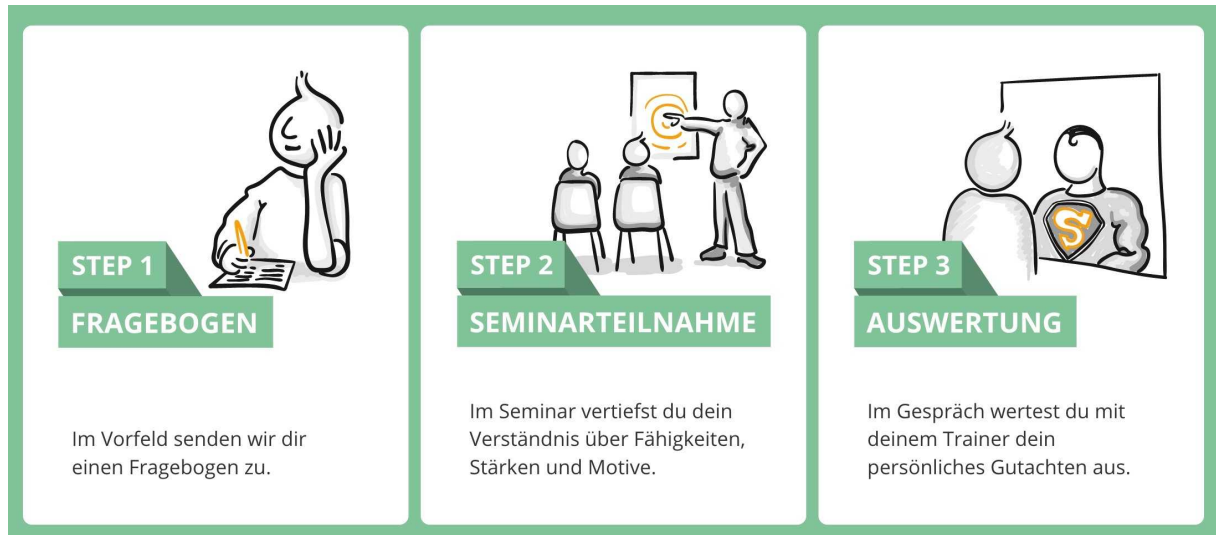 STEP 1
FRAGEBOGEN
Im Vorfeld senden wir dir
einen Fragebogen zu.
STEP 2
SEMINARTEILNAHME
Im Seminar vertiefst du dein
Verständnis über Fähigkeiten,
Stärken und Motive.
S
STEP 3
AUSWERTUNG
Im Gespräch wertest du mit
deinem Trainer dein
persönliches Gutachten aus.